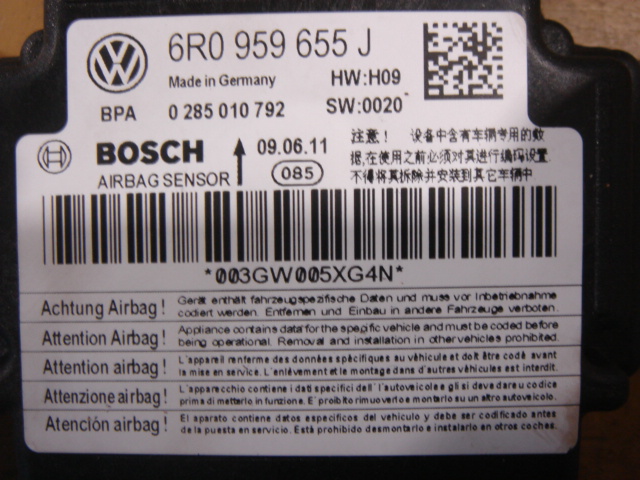 6R0 959 655 J
Made in Germany HW:H09
BPA 0 285 010 792 SW:0020
BOSCH 09.06.11
AIRBAG SENSOR 085
注意！ 设备中含有车辆专用的数
据,在使用之前必须对其进行编码设置
不得将其拆除并安装到其它车辆中
*003GW005XG4N*
Achtung Airbag! Gerät enthält fahrzeugspezifische Daten und muss vor Inbetriebnahme
codiert werden. Entfernen und Einbau in andere Fahrzeuge verboten.
Attention Airbag! Appliance contains data for the specific vehicle and must be coded before
being operational. Removal and installation in other vehicles prohibited.
Attention airbag! L'appareil renferme des données spécifiques au véhicule et doit être codé avant
la mise en service. L'enlèvement et le montage dans d'autres véhicules est interdit.
Attenzione airbag! L'apparecchio contiene i dati specifici dell' autoveicolo e gli si deve dare u codice
prima di metterlo in funzione. E'proibito rimuoverlo e montarlo su un altro autoveicolo.
Atención airbag! El aparato contiene datos específicos del vehículo y debe ser codificado antes
de la puesta en servicio. Està prohibido desmontarlo e instalarlo en otros coches.